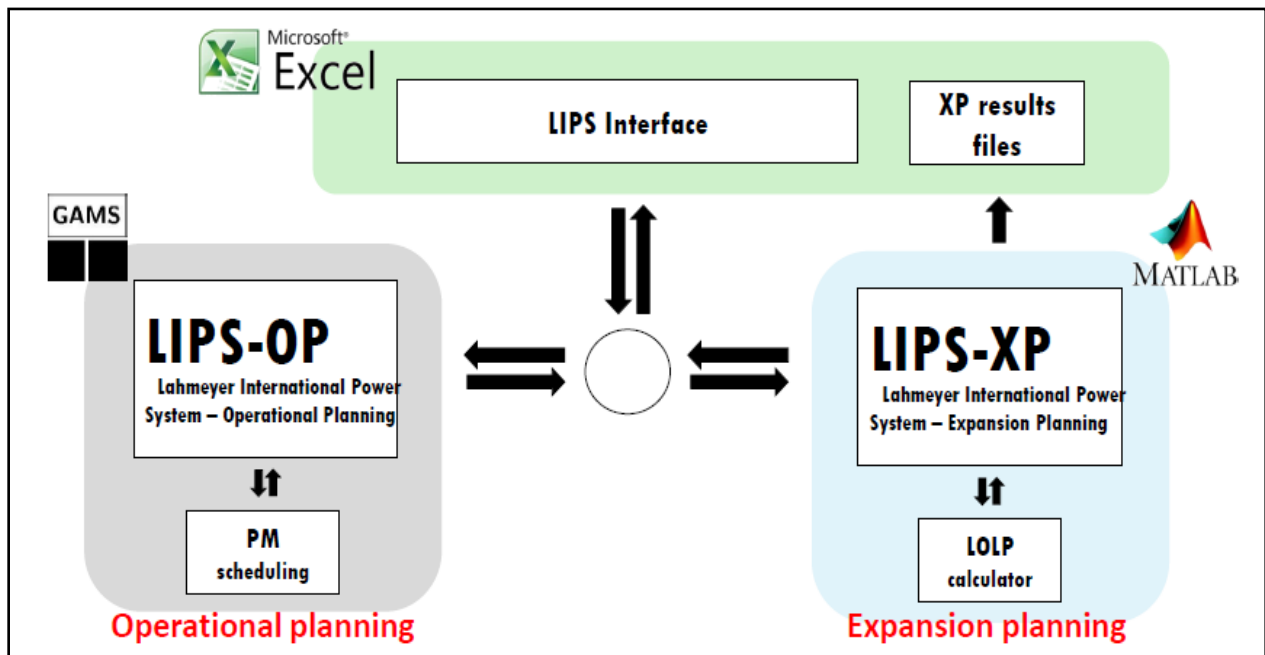 Microsoft®
Excel
LIPS Interface
XP results
files
GAMS
MATLAB
LIPS-OP
Lahmeyer International Power
System – Operational Planning
LIPS-XP
Lahmeyer International Power
System – Expansion Planning
PM
scheduling
LOLP
calculator
Operational planning
Expansion planning